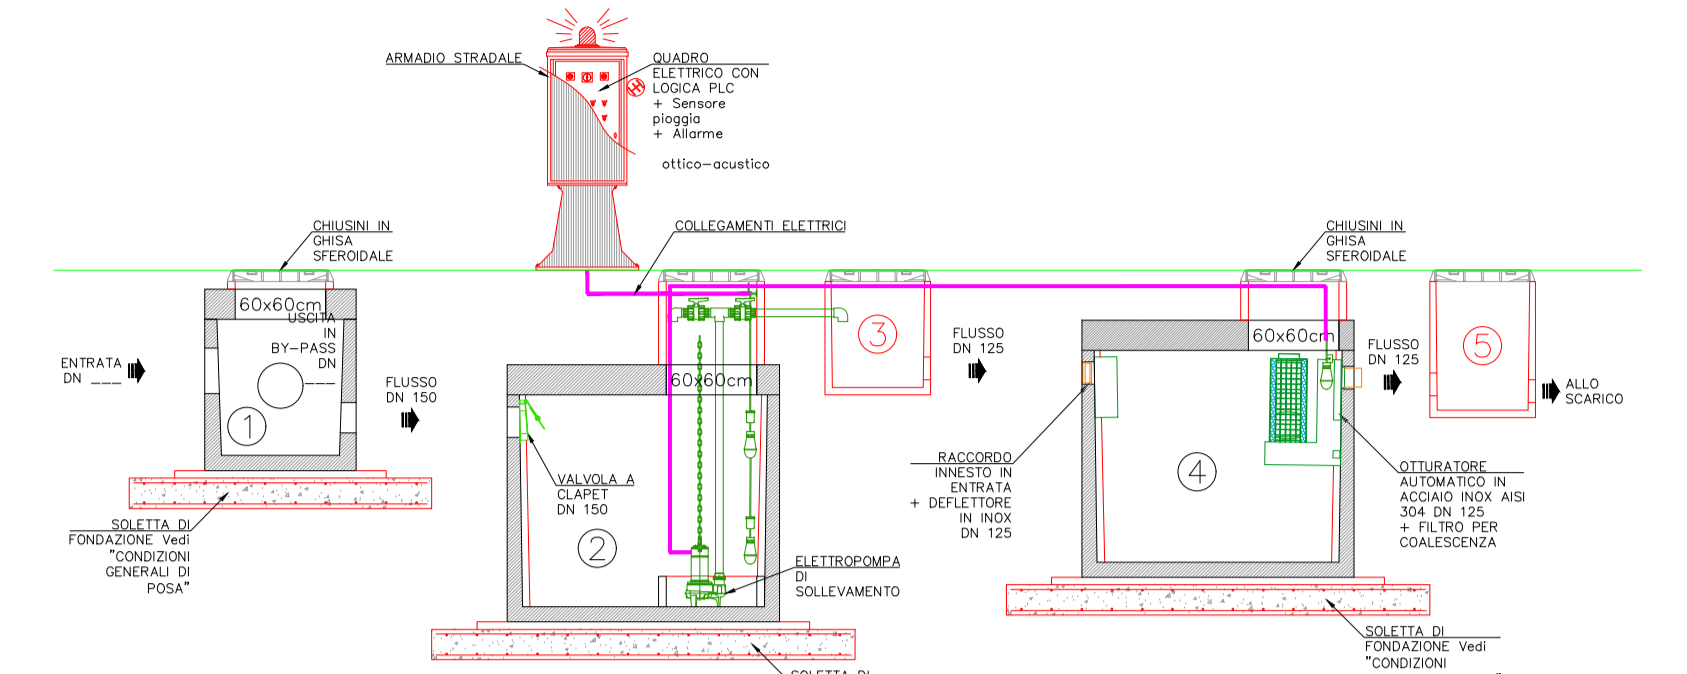 ARMADIO STRADALE
QUADRO
ELETTRICO CON
LOGICA PLC
+ Sensore
pioggia
+ Allarme
ottico-acustico
CHIUSINI IN
GHISA
SFEROIDALE
COLLEGAMENTI ELETTRICI
CHIUSINI IN
GHISA
SFEROIDALE
60x60cm
USCITA
IN
BY-PASS
DN
___
ENTRATA
DN ___
1
FLUSSO
DN 150
SOLETTA DI
FONDAZIONE Vedi
"CONDIZIONI
GENERALI DI
POSA"
60x60cm
VALVOLA A
CLAPET
DN 150
2
ELETTROPOMPA
DI
SOLLEVAMENTO
SOLETTA DI
3
FLUSSO
DN 125
60x60cm
RACCORDO
INNESTO IN
ENTRATA
+ DEFLETTORE
IN INOX
DN 125
4
FLUSSO
DN 125
OTTURATORE
AUTOMATICO IN
ACCIAIO INOX AISI
304 DN 125
+ FILTRO PER
COALESCENZA
SOLETTA DI
FONDAZIONE Vedi
"CONDIZIONI
5
ALLO
SCARICO